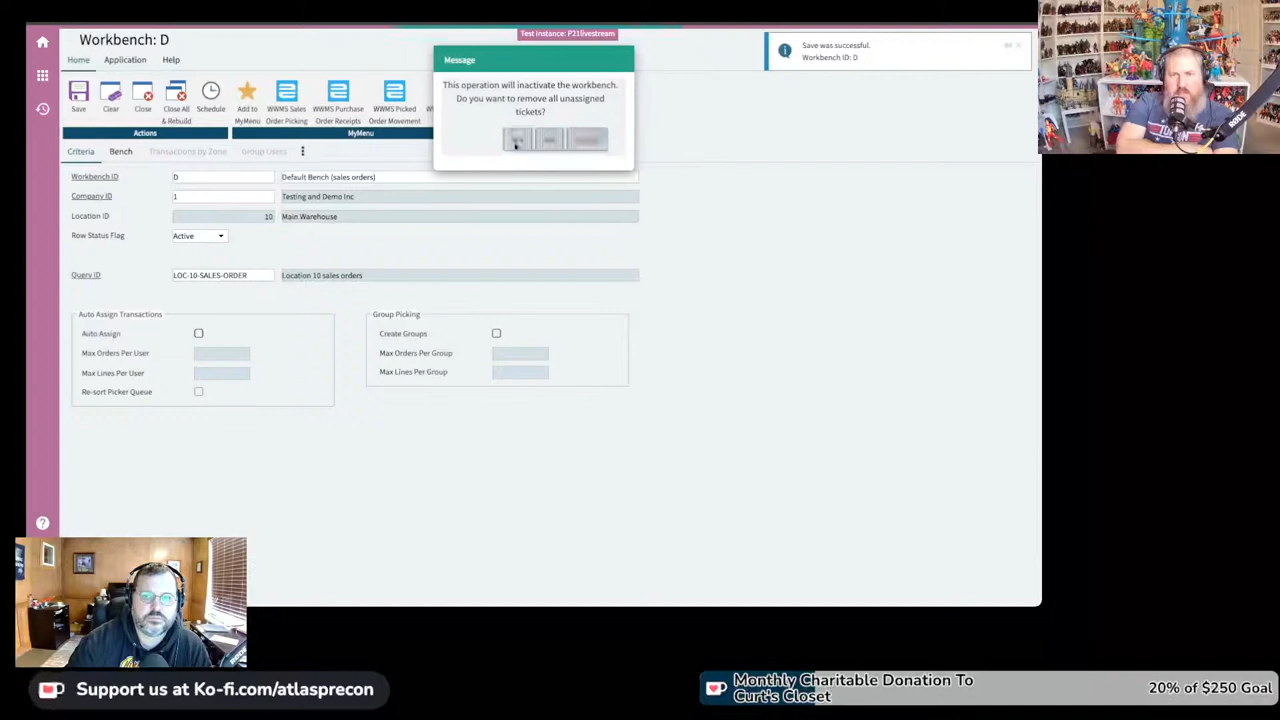 Test Instance: P21livestream
Workbench: D
Home
Application
Help
Save was successful.
Workbench ID: D
Message
This operation will inactivate the workbench.
Do you want to remove all unassigned
tickets?
Save
Clear
Close
Close All
& Rebuild
Schedule
Add to
MyMenu
WWMS Sales
Order Picking
WWMS Purchase
Order Receipts
WWMS Picked
Order Movement
Actions
MyMenu
Criteria
Bench
Transactions by Zone
Group Users
Workbench ID
D
Default Bench (sales orders)
Company ID
1
Testing and Demo Inc
Location ID
10
Main Warehouse
Row Status Flag
Active
Query ID
LOC-10-SALES-ORDER
Location 10 sales orders
Auto Assign Transactions
Auto Assign
Max Orders Per User
Max Lines Per User
Re-sort Picker Queue
Group Picking
Create Groups
Max Orders Per Group
Max Lines Per Group
RODE
Support us at Ko-fi.com/atlasprecon
Monthly Charitable Donation To
Curt's Closet
20% of $250 Goal